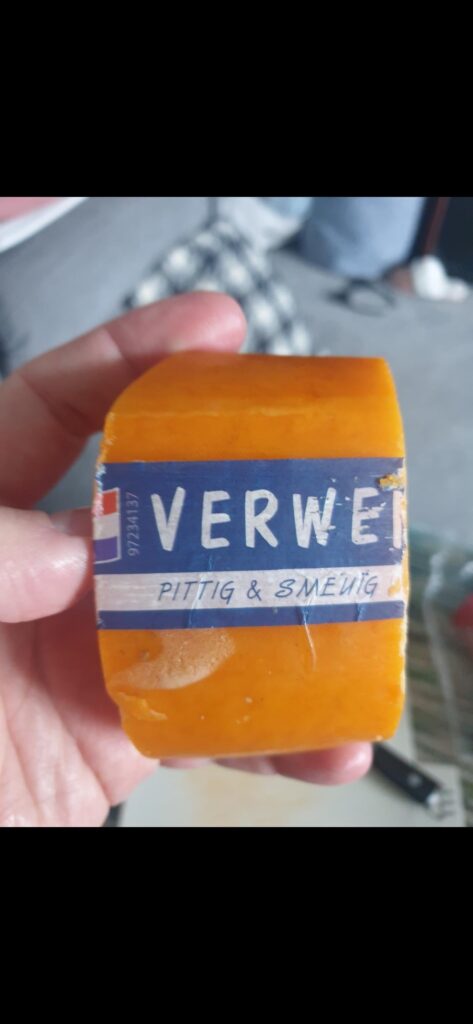 97234137
VERWE
PITTIG & SMEUÏG